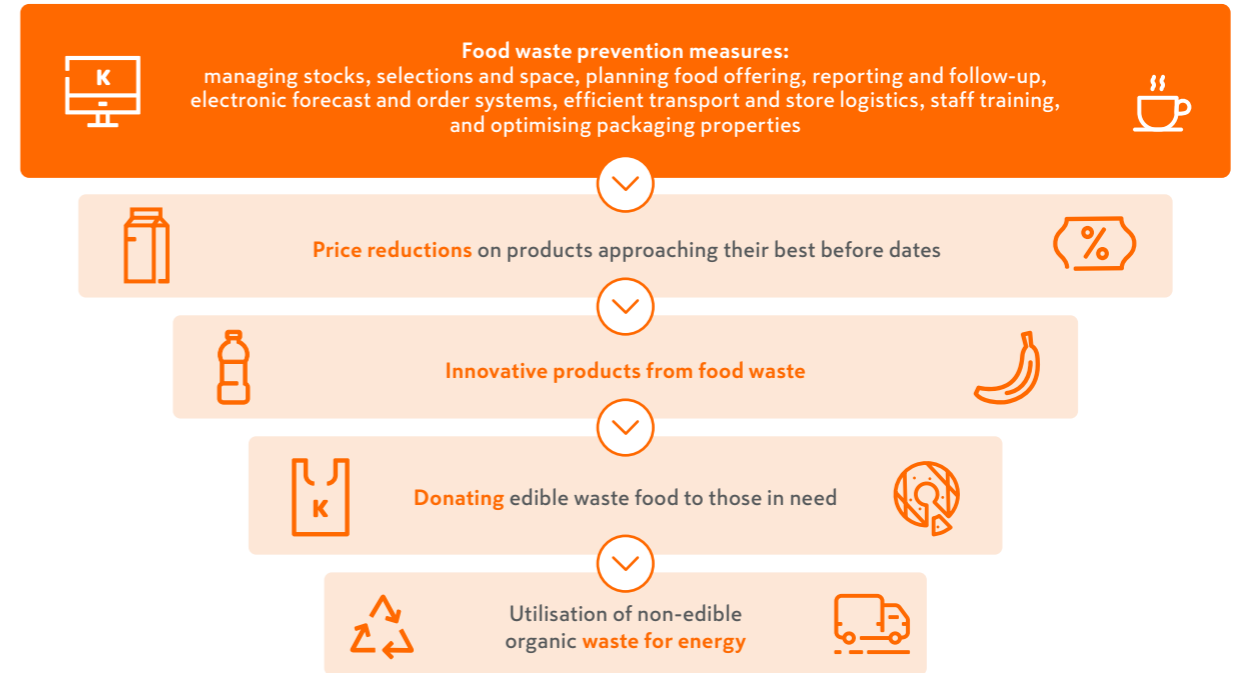 K
Food waste prevention measures:
managing stocks, selections and space, planning food offering, reporting and follow-up,
electronic forecast and order systems, efficient transport and store logistics, staff training,
and optimising packaging properties
Price reductions on products approaching their best before dates
%
Innovative products from food waste
K
Donating edible waste food to those in need
Utilisation of non-edible
organic waste for energy